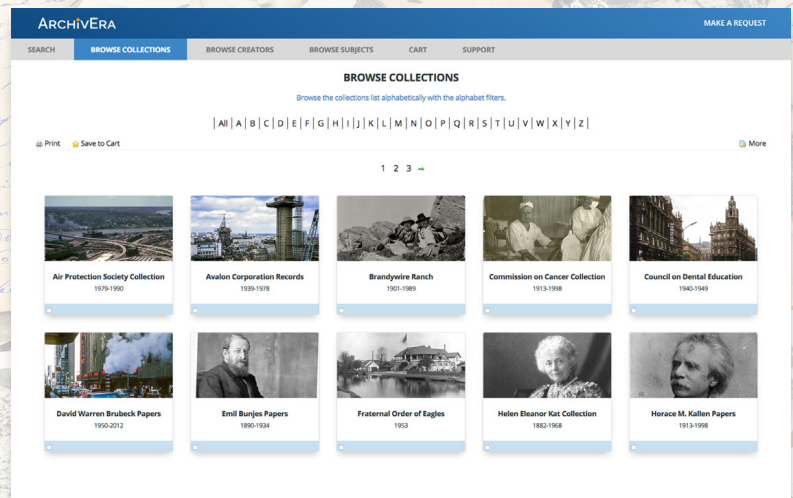 ARCHIVERA
MAKE A REQUEST
SEARCH BROWSE COLLECTIONS BROWSE CREATORS BROWSE SUBJECTS CART SUPPORT
BROWSE COLLECTIONS
Browse the collections list alphabetically with the alphabet filters.
| All | A | B | C | D | E | F | G | H | I | J | K | L | M | N | O | P | Q | R | S | T | U | V | W | X | Y | Z |
Print Save to Cart More
1 2 3
Air Protection Society Collection
1979-1990
Avalon Corporation Records
1939-1978
Brandywire Ranch
1901-1989
Commission on Cancer Collection
1913-1998
Council on Dental Education
1940-1949
David Warren Brubeck Papers
1950-2012
Emil Bunjes Papers
1890-1934
Fraternal Order of Eagles
1953
Helen Eleanor Kat Collection
1882-1968
Horace M. Kallen Papers
1913-1998